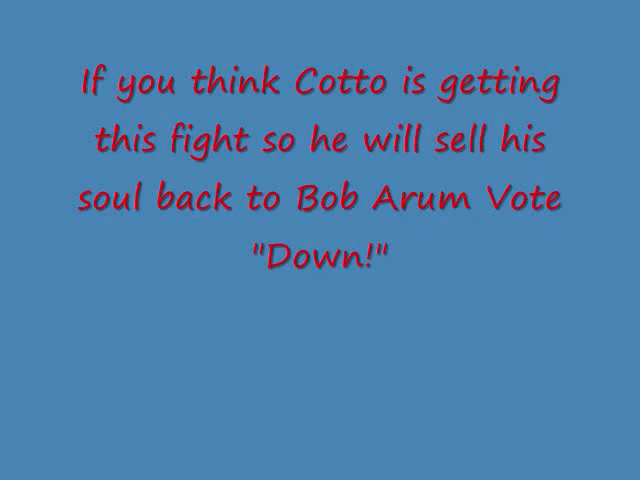 If you think Cotto is getting
this fight so he will sell his
soul back to Bob Arum Vote
"Down!"